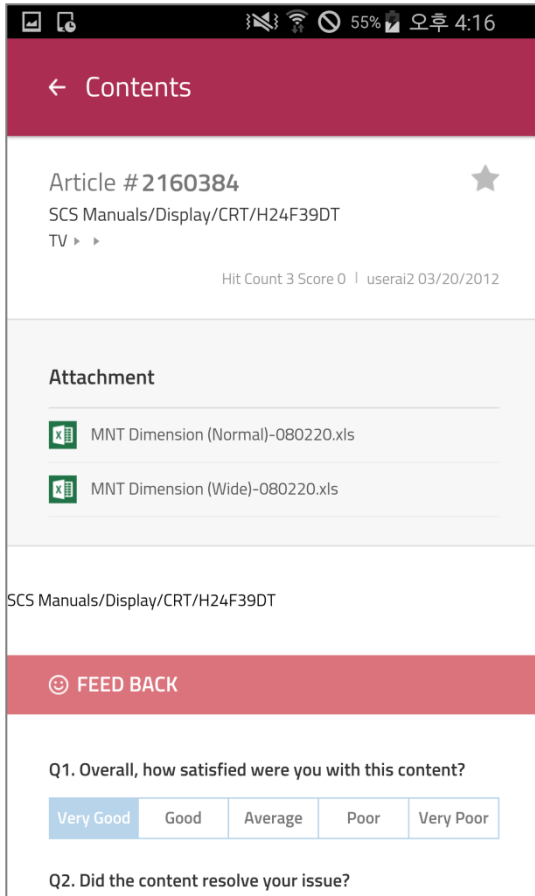 55% 오후 4:16
Contents
Article # 2160384
SCS Manuals/Display/CRT/H24F39DT
TV
Hit Count 3 Score 0 | userai2 03/20/2012
Attachment
MNT Dimension (Normal)-080220.xls
MNT Dimension (Wide)-080220.xls
SCS Manuals/Display/CRT/H24F39DT
FEED BACK
Q1. Overall, how satisfied were you with this content?
Very Good Good Average Poor Very Poor
Q2. Did the content resolve your issue?